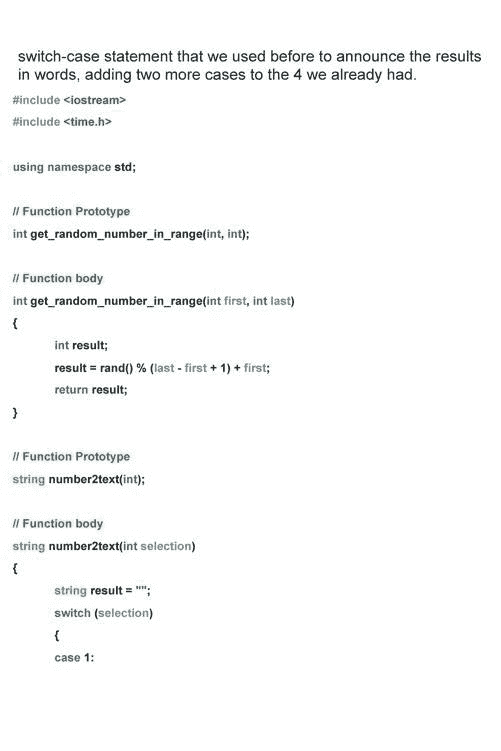 switch-case statement that we used before to announce the results
in words, adding two more cases to the 4 we already had.
#include <iostream>
#include <time.h>
using namespace std;
// Function Prototype
int get_random_number_in_range(int, int);
// Function body
int get_random_number_in_range(int first, int last)
{
int result;
result = rand() % (last - first + 1) + first;
return result;
}
// Function Prototype
string number2text(int);
// Function body
string number2text(int selection)
{
string result = "";
switch (selection)
{
case 1: